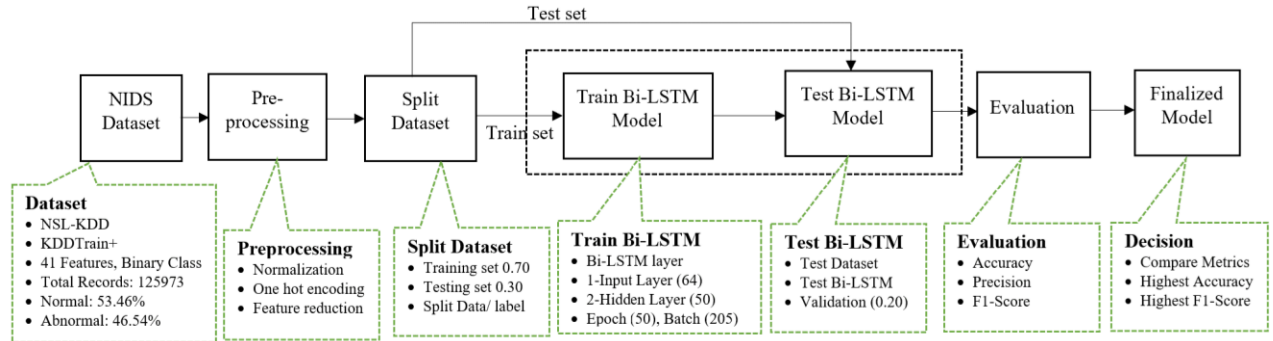 Test set
NIDS
Dataset
Pre-
processing
Split
Dataset
Train set
Train Bi-LSTM
Model
Test Bi-LSTM
Model
Evaluation
Finalized
Model
Dataset
• NSL-KDD
• KDDTrain+
• 41 Features, Binary Class
• Total Records: 125973
• Normal: 53.46%
• Abnormal: 46.54%
Preprocessing
• Normalization
• One hot encoding
• Feature reduction
Split Dataset
• Training set 0.70
• Testing set 0.30
• Split Data/ label
Train Bi-LSTM
• Bi-LSTM layer
• 1-Input Layer (64)
• 2-Hidden Layer (50)
• Epoch (50), Batch (205)
Test Bi-LSTM
• Test Dataset
• Test Bi-LSTM
• Validation (0.20)
Evaluation
• Accuracy
• Precision
• F1-Score
Decision
• Compare Metrics
• Highest Accuracy
• Highest F1-Score